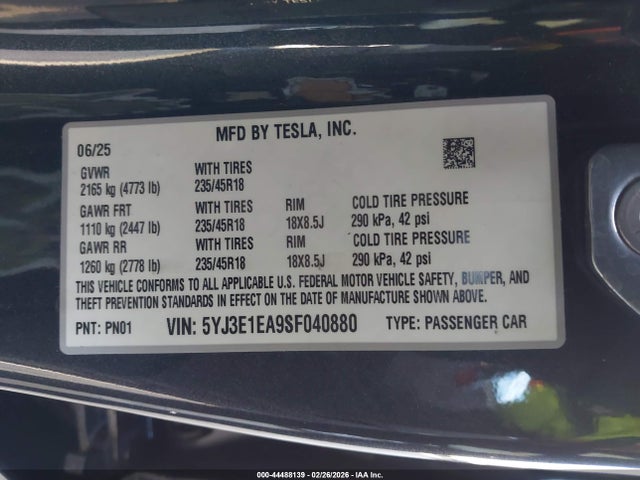 MFD BY TESLA, INC.
06/25
GVWR WITH TIRES
2165 kg (4773 lb) 235/45R18
GAWR FRT WITH TIRES RIM COLD TIRE PRESSURE
1110 kg (2447 lb) 235/45R18 18X8.5J 290 kPa, 42 psi
GAWR RR WITH TIRES RIM COLD TIRE PRESSURE
1260 kg (2778 lb) 235/45R18 18X8.5J 290 kPa, 42 psi
THIS VEHICLE CONFORMS TO ALL APPLICABLE U.S. FEDERAL MOTOR VEHICLE SAFETY, BUMPER, AND
THEFT PREVENTION STANDARDS IN EFFECT ON THE DATE OF MANUFACTURE SHOWN ABOVE.
PNT: PN01 VIN: 5YJ3E1EA9SF040880 TYPE: PASSENGER CAR
000-44488139 - 02/26/2026 - IAA Inc.